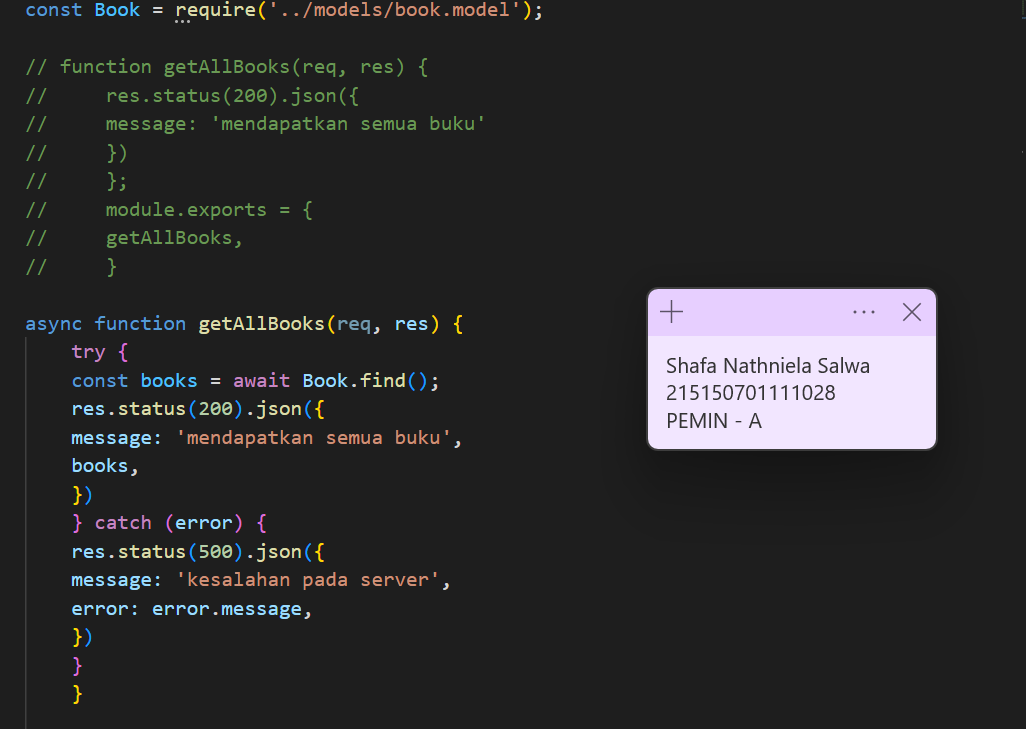 const Book = require('../models/book.model');
// function getAllBooks(req, res) {
//     res.status(200).json({
//     message: 'mendapatkan semua buku'
//     })
//     };
//     module.exports = {
//     getAllBooks,
//     }
async function getAllBooks(req, res) {
    try {
    const books = await Book.find();
    res.status(200).json({
    message: 'mendapatkan semua buku',
    books,
    })
    } catch (error) {
    res.status(500).json({
    message: 'kesalahan pada server',
    error: error.message,
    })
    }
    }
Shafa Nathniela Salwa
215150701111028
PEMIN - A